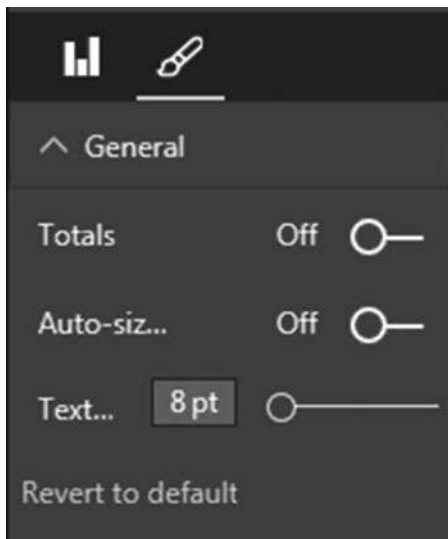 General
Totals Off
Auto-siz... Off
Text... 8 pt
Revert to default